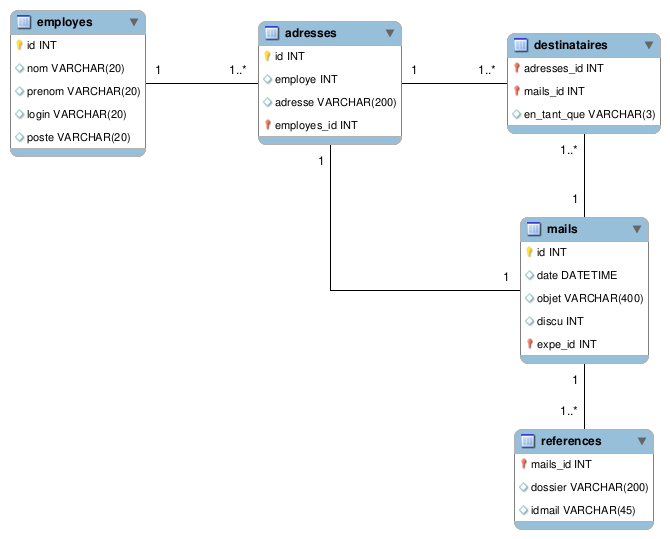 employes
id INT
nom VARCHAR(20)
prenom VARCHAR(20)
login VARCHAR(20)
poste VARCHAR(20)
1
1..*
adresses
id INT
employe INT
adresse VARCHAR(200)
employes_id INT
1
1..*
destinataires
adresses_id INT
mails_id INT
en_tant_que VARCHAR(3)
1..*
1
1
1
mails
id INT
date DATETIME
objet VARCHAR(400)
discu INT
expe_id INT
1
1..*
references
mails_id INT
dossier VARCHAR(200)
idmail VARCHAR(45)